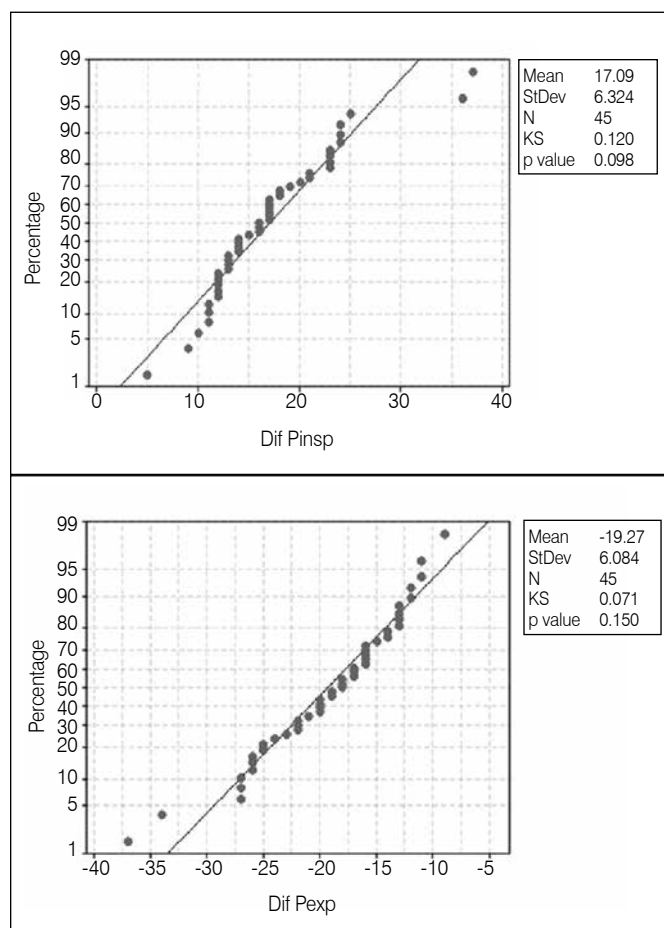 99
95
90
80
70
60
50
40
30
20
10
5
1
Percentage
0 10 20 30 40
Dif Pinsp
Mean 17.09
StDev 6.324
N 45
KS 0.120
p value 0.098
99
95
90
80
70
60
50
40
30
20
10
5
1
Percentage
-40 -35 -30 -25 -20 -15 -10 -5
Dif Pexp
Mean -19.27
StDev 6.084
N 45
KS 0.071
p value 0.150